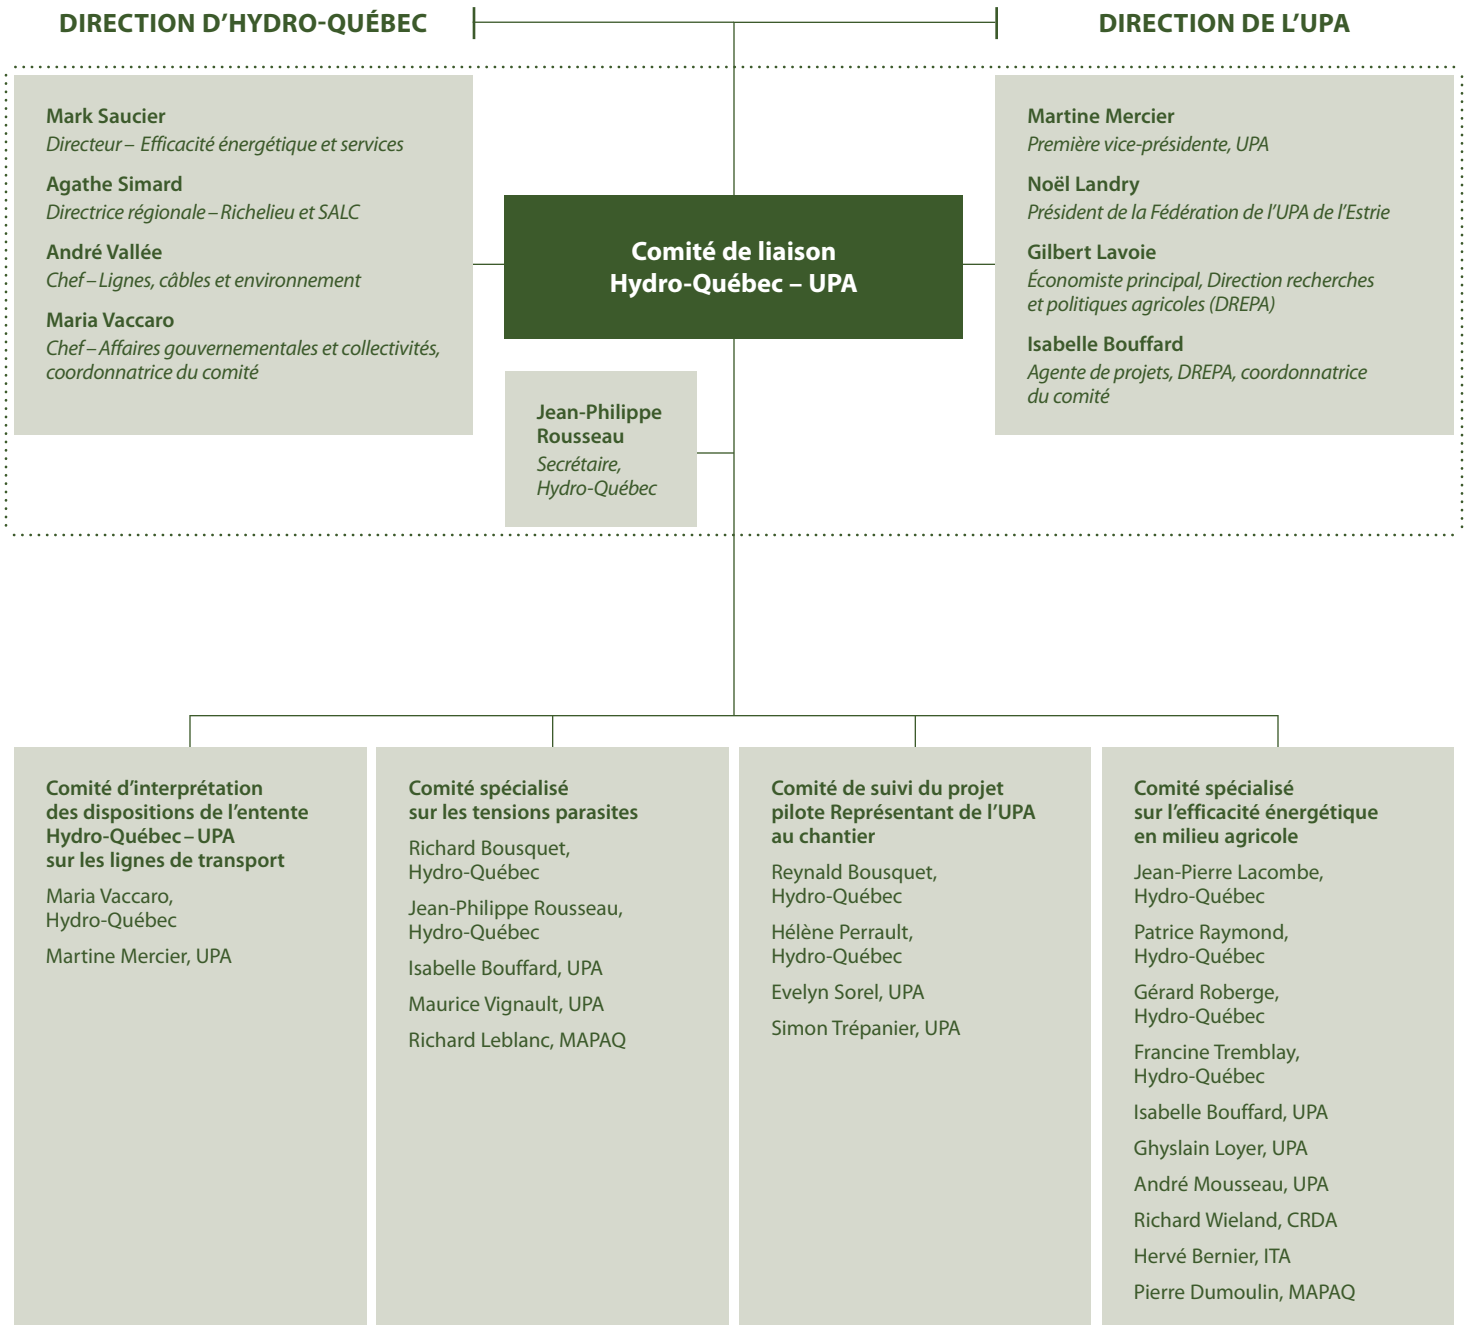 DIRECTION D’HYDRO-QUÉBEC
DIRECTION DE L’UPA
Mark Saucier
Directeur – Efficacité énergétique et services
Agathe Simard
Directrice régionale – Richelieu et SALC
André Vallée
Chef – Lignes, câbles et environnement
Maria Vaccaro
Chef – Affaires gouvernementales et collectivités,
coordonnatrice du comité
Comité de liaison
Hydro-Québec – UPA
Martine Mercier
Première vice-présidente, UPA
Noël Landry
Président de la Fédération de l’UPA de l’Estrie
Gilbert Lavoie
Économiste principal, Direction recherches
et politiques agricoles (DREPA)
Isabelle Bouffard
Agente de projets, DREPA, coordonnatrice
du comité
Jean-Philippe
Rousseau
Secrétaire,
Hydro-Québec
Comité d’interprétation
des dispositions de l’entente
Hydro-Québec – UPA
sur les lignes de transport
Maria Vaccaro,
Hydro-Québec
Martine Mercier, UPA
Comité spécialisé
sur les tensions parasites
Richard Bousquet,
Hydro-Québec
Jean-Philippe Rousseau,
Hydro-Québec
Isabelle Bouffard, UPA
Maurice Vignault, UPA
Richard Leblanc, MAPAQ
Comité de suivi du projet
pilote Représentant de l’UPA
au chantier
Reynald Bousquet,
Hydro-Québec
Hélène Perrault,
Hydro-Québec
Evelyn Sorel, UPA
Simon Trépanier, UPA
Comité spécialisé
sur l’efficacité énergétique
en milieu agricole
Jean-Pierre Lacombe,
Hydro-Québec
Patrice Raymond,
Hydro-Québec
Gérard Roberge,
Hydro-Québec
Francine Tremblay,
Hydro-Québec
Isabelle Bouffard, UPA
Ghyslain Loyer, UPA
André Mousseau, UPA
Richard Wieland, CRDA
Hervé Bernier, ITA
Pierre Dumoulin, MAPAQ